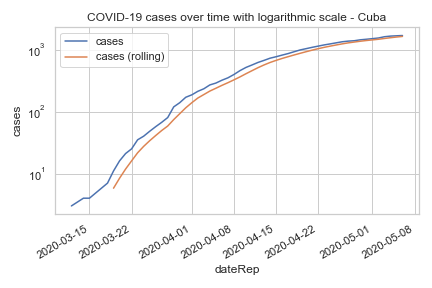 COVID-19 cases over time with logarithmic scale - Cuba
cases
cases (rolling)
10³
10²
10¹
cases
2020-03-15
2020-03-22
2020-04-01
2020-04-08
2020-04-15
2020-04-22
2020-05-01
2020-05-08
dateRep